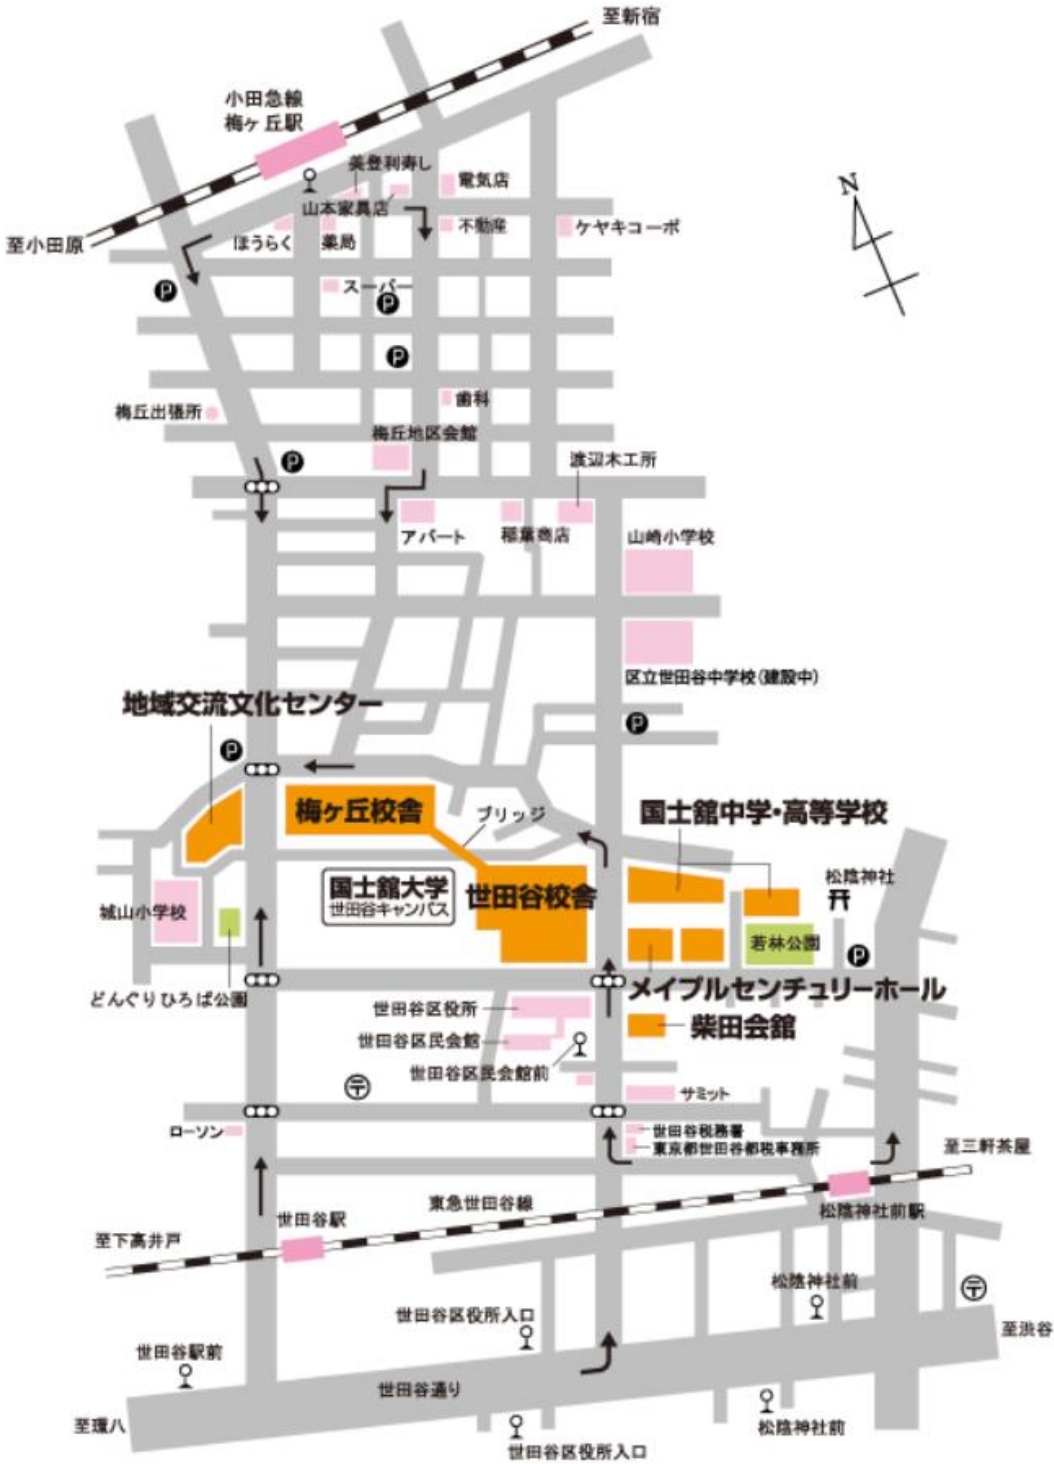 至新宿
小田急線
梅ヶ丘駅
美登利寿し
電気店
山本家具店
不動産
ケヤキコーポ
至小田原
ほうらく
薬局
スーパー
P
P
P
歯科
梅丘出張所
梅丘地区会館
P
渡辺木工所
アパート
稲葉商店
山崎小学校
区立世田谷中学校(建設中)
地域交流文化センター
P
P
梅ヶ丘校舎
ブリッジ
国士舘中学・高等学校
国士舘大学
世田谷キャンパス
世田谷校舎
松陰神社
城山小学校
若林公園
P
どんぐりひろば公園
メイプルセンチュリーホール
世田谷区役所
柴田会舘
世田谷区民会館
世田谷区民会館前
〒
サミット
ローソン
世田谷税務署
東京都世田谷都税事務所
至三軒茶屋
東急世田谷線
世田谷駅
松陰神社前駅
至下高井戸
松陰神社前
〒
世田谷区役所入口
至渋谷
世田谷駅前
世田谷通り
至環八
松陰神社前
世田谷区役所入口
N